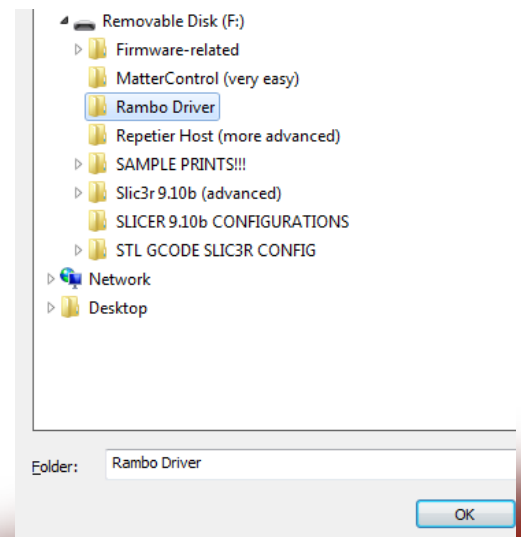 Removable Disk (F:)
Firmware-related
MatterControl (very easy)
Rambo Driver
Repetier Host (more advanced)
SAMPLE PRINTS!!!
Slic3r 9.10b (advanced)
SLICER 9.10b CONFIGURATIONS
STL GCODE SLIC3R CONFIG
Network
Desktop
Folder: Rambo Driver
OK